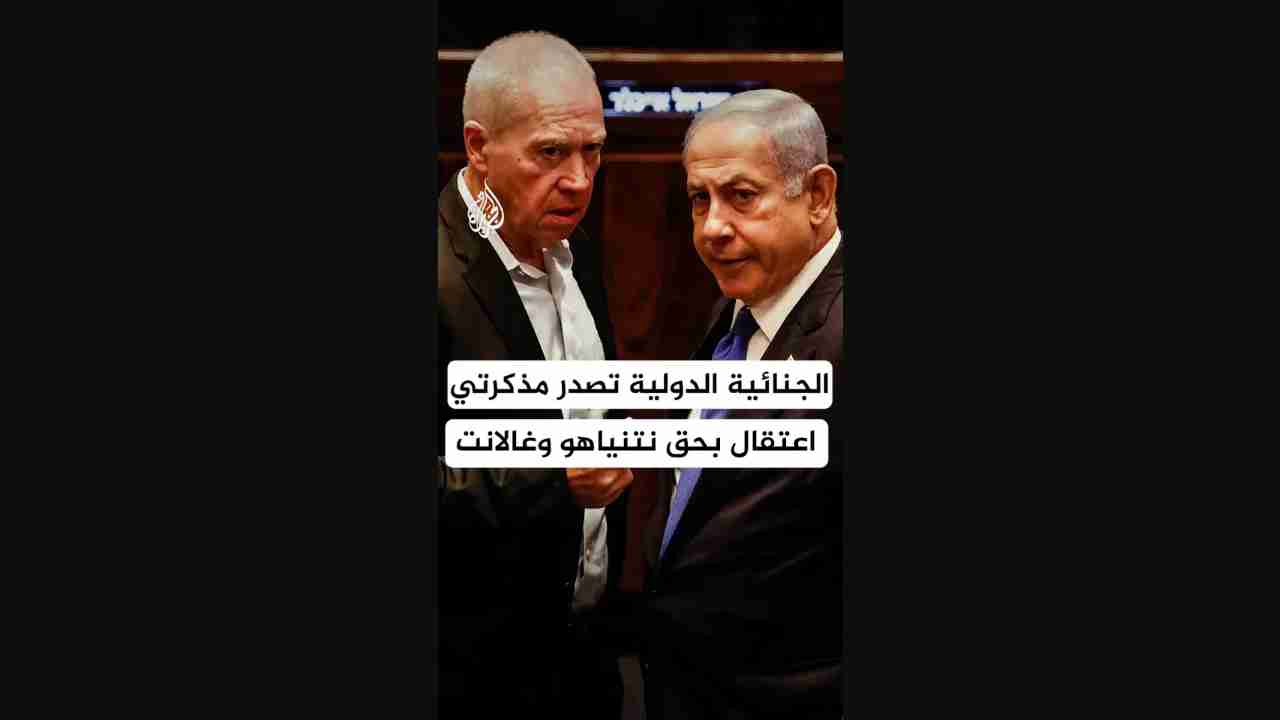 الجنائية الدولية تصدر مذكرتي
اعتقال بحق نتنياهو وغالانت